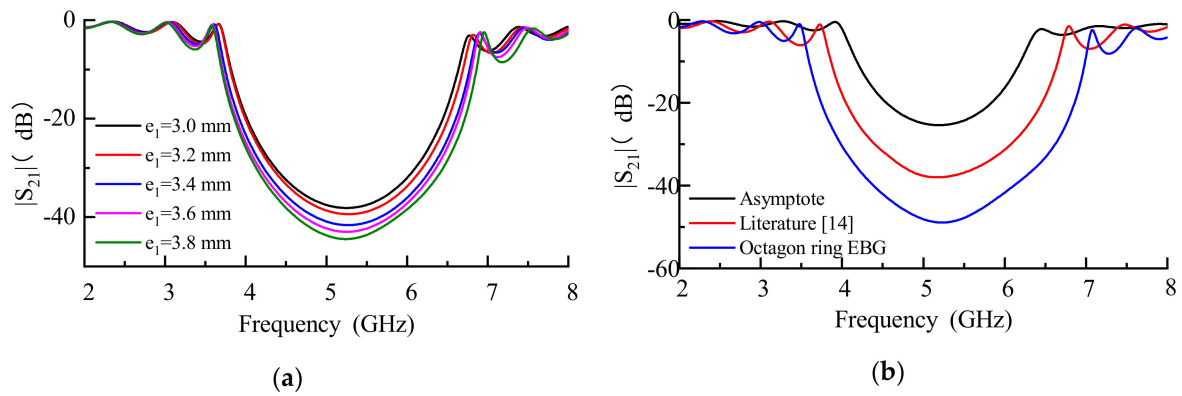 0
-20
-40
|S21|( dB)
e1=3.0 mm
e1=3.2 mm
e1=3.4 mm
e1=3.6 mm
e1=3.8 mm
2 3 4 5 6 7 8
Frequency (GHz)
(a)
0
-20
-40
-60
|S21|( dB)
Asymptote
Literature [14]
Octagon ring EBG
2 3 4 5 6 7 8
Frequency (GHz)
(b)